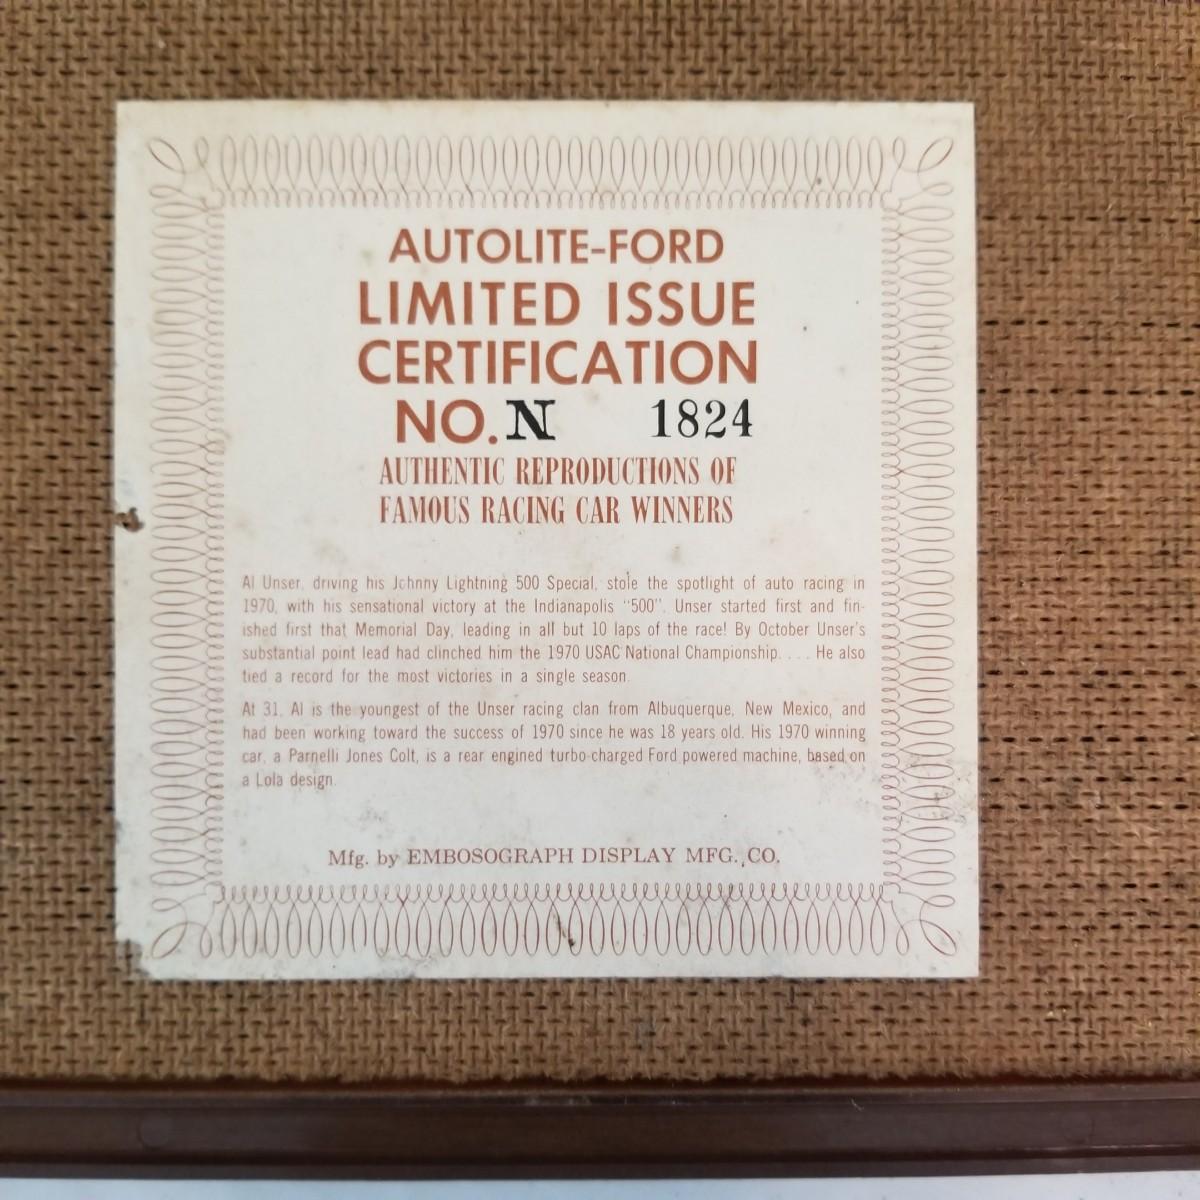 AUTOLITE-FORD
LIMITED ISSUE
CERTIFICATION
NO. N 1824
AUTHENTIC REPRODUCTIONS OF
FAMOUS RACING CAR WINNERS
Al Unser, driving his Johnny Lightning 500 Special, stole the spotlight of auto racing in
1970, with his sensational victory at the Indianapolis "500". Unser started first and fin-
ished first that Memorial Day, leading in all but 10 laps of the race! By October Unser's
substantial point lead had clinched him the 1970 USAC National Championship. . . . He also
tied a record for the most victories in a single season.
At 31, Al is the youngest of the Unser racing clan from Albuquerque, New Mexico, and
had been working toward the success of 1970 since he was 18 years old. His 1970 winning
car, a Parnelli Jones Colt, is a rear engined turbo-charged Ford powered machine, based on
a Lola design.
Mfg. by EMBOSOGRAPH DISPLAY MFG. CO.